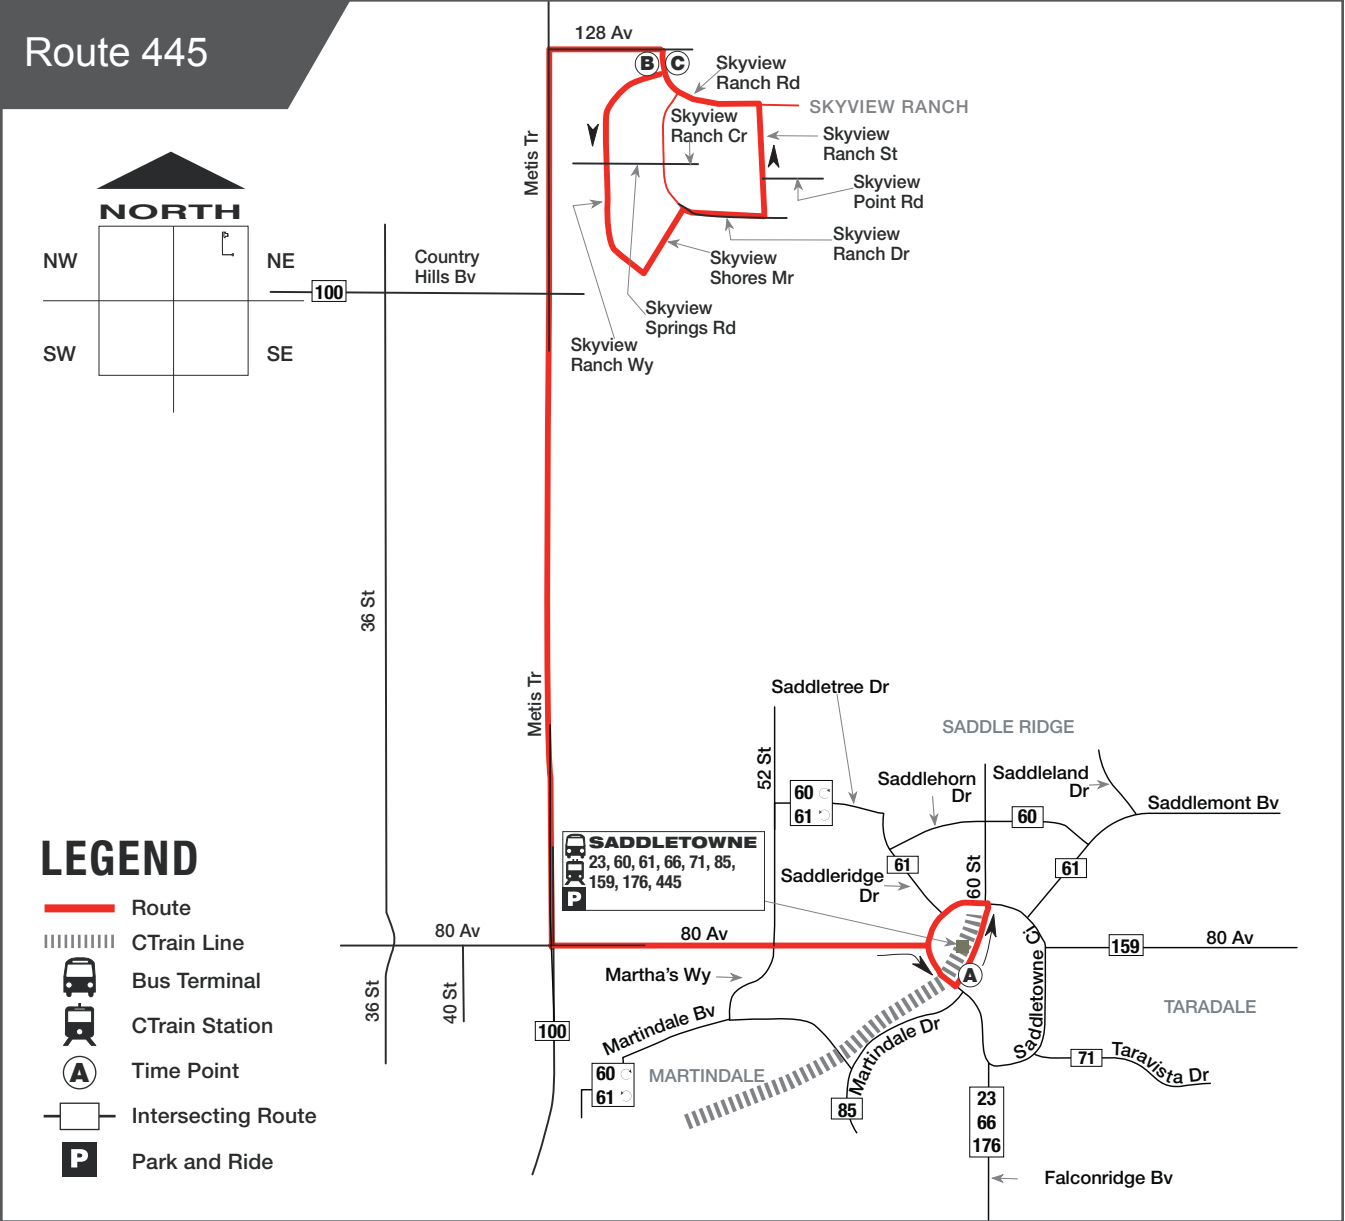 Route 445
128 Av
B
C
Skyview
Ranch Rd
SKYVIEW RANCH
Skyview
Ranch Cr
Skyview
Ranch St
Metis Tr
Skyview
Point Rd
Skyview
Ranch Dr
Skyview
Shores Mr
Skyview
Springs Rd
Skyview
Ranch Wy
NORTH
NW
NE
SW
SE
100
Country
Hills Bv
36 St
Metis Tr
Saddletree Dr
SADDLE RIDGE
52 St
Saddlehorn
Dr
Saddleland
Dr
Saddlemont Bv
60
61
60
61
61
60 St
Saddleridge
Dr
SADDLETOWNE
23, 60, 61, 66, 71, 85,
159, 176, 445
P
80 Av
80 Av
159
80 Av
A
Saddletowne Ci
Martha's Wy
36 St
40 St
100
Martindale Bv
MARTINDALE
60
61
Martindale Dr
85
TARADALE
71
Taravista Dr
23
66
176
Falconridge Bv
LEGEND
Route
CTrain Line
Bus Terminal
CTrain Station
A
Time Point
Intersecting Route
P
Park and Ride